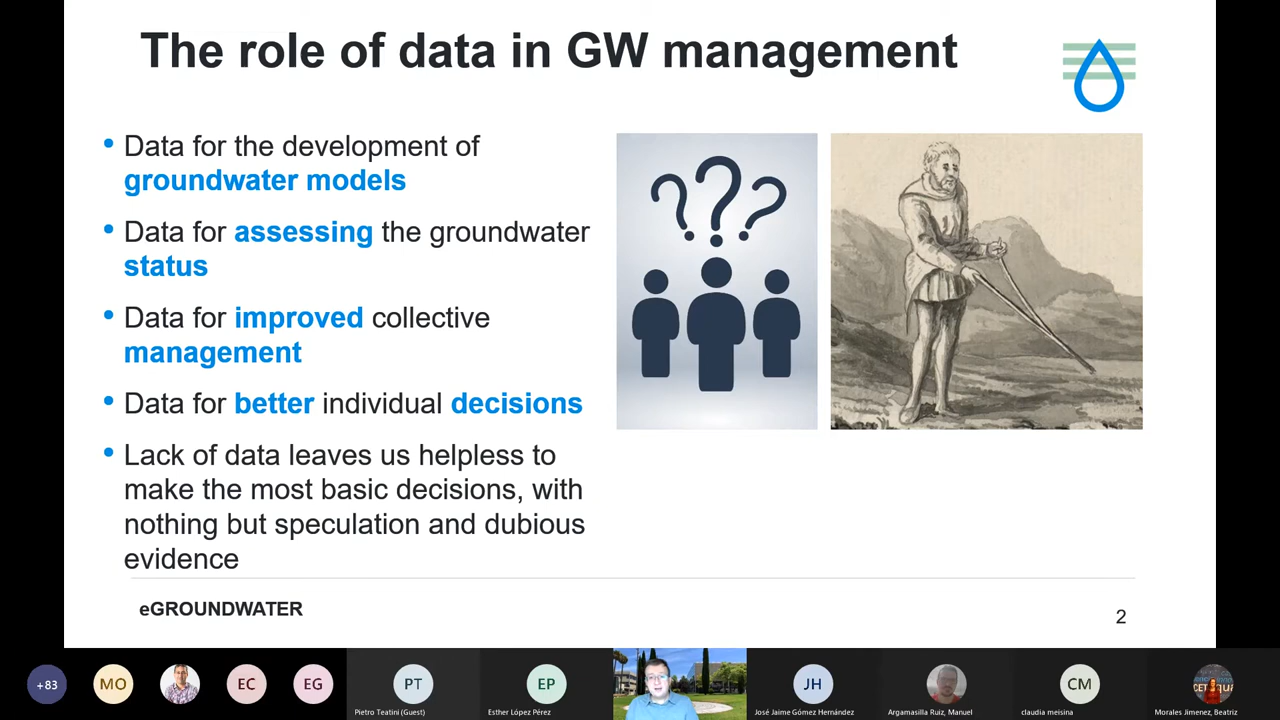 The role of data in GW management
• Data for the development of
groundwater models
• Data for assessing the groundwater
status
• Data for improved collective
management
• Data for better individual decisions
• Lack of data leaves us helpless to
make the most basic decisions, with
nothing but speculation and dubious
evidence
???
eGROUNDWATER
2
+83
MO
EC
EG
PT
Pietro Teatini (Guest)
EP
Esther López Pérez
JH
José Jaime Gómez Hernández
Argamasilla Ruiz, Manuel
CM
claudia meisina
Morales Jimenez, Beatriz